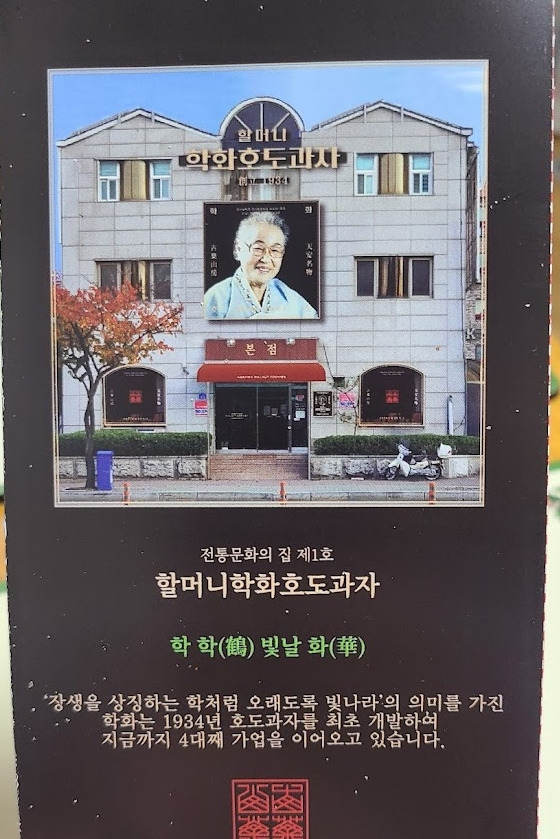 할머니
학화호도과자
創立 1934
학 화
天安名物
본 점
전통문화의 집 제1호
할머니학화호도과자
학 학(鶴) 빛날 화(華)
'장생을 상징하는 학처럼 오래도록 빛나라'의 의미를 가진
학화는 1934년 호도과자를 최초 개발하여
지금까지 4대째 가업을 이어오고 있습니다.